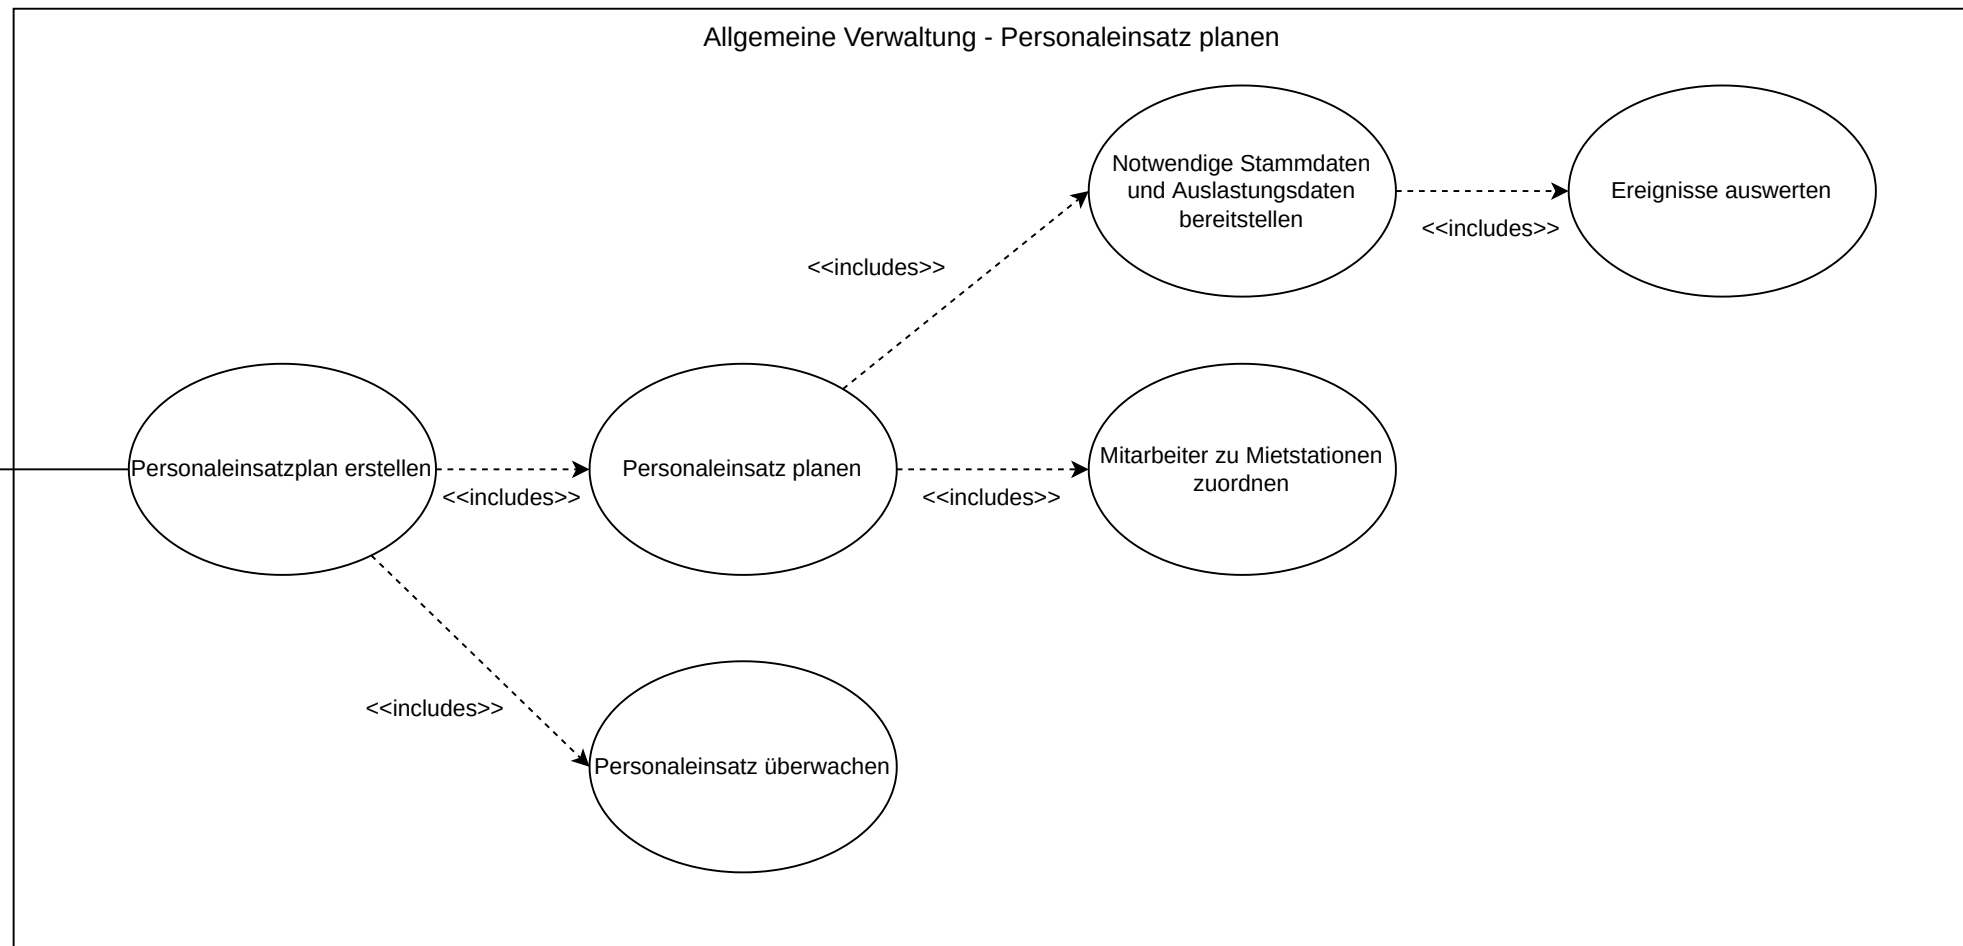 Allgemeine Verwaltung - Personaleinsatz planen
Notwendige Stammdaten
und Auslastungsdaten
bereitstellen
Ereignisse auswerten
<<includes>>
<<includes>>
Personaleinsatzplan erstellen
<<includes>>
Personaleinsatz planen
<<includes>>
Mitarbeiter zu Mietstationen
zuordnen
<<includes>>
Personaleinsatz überwachen